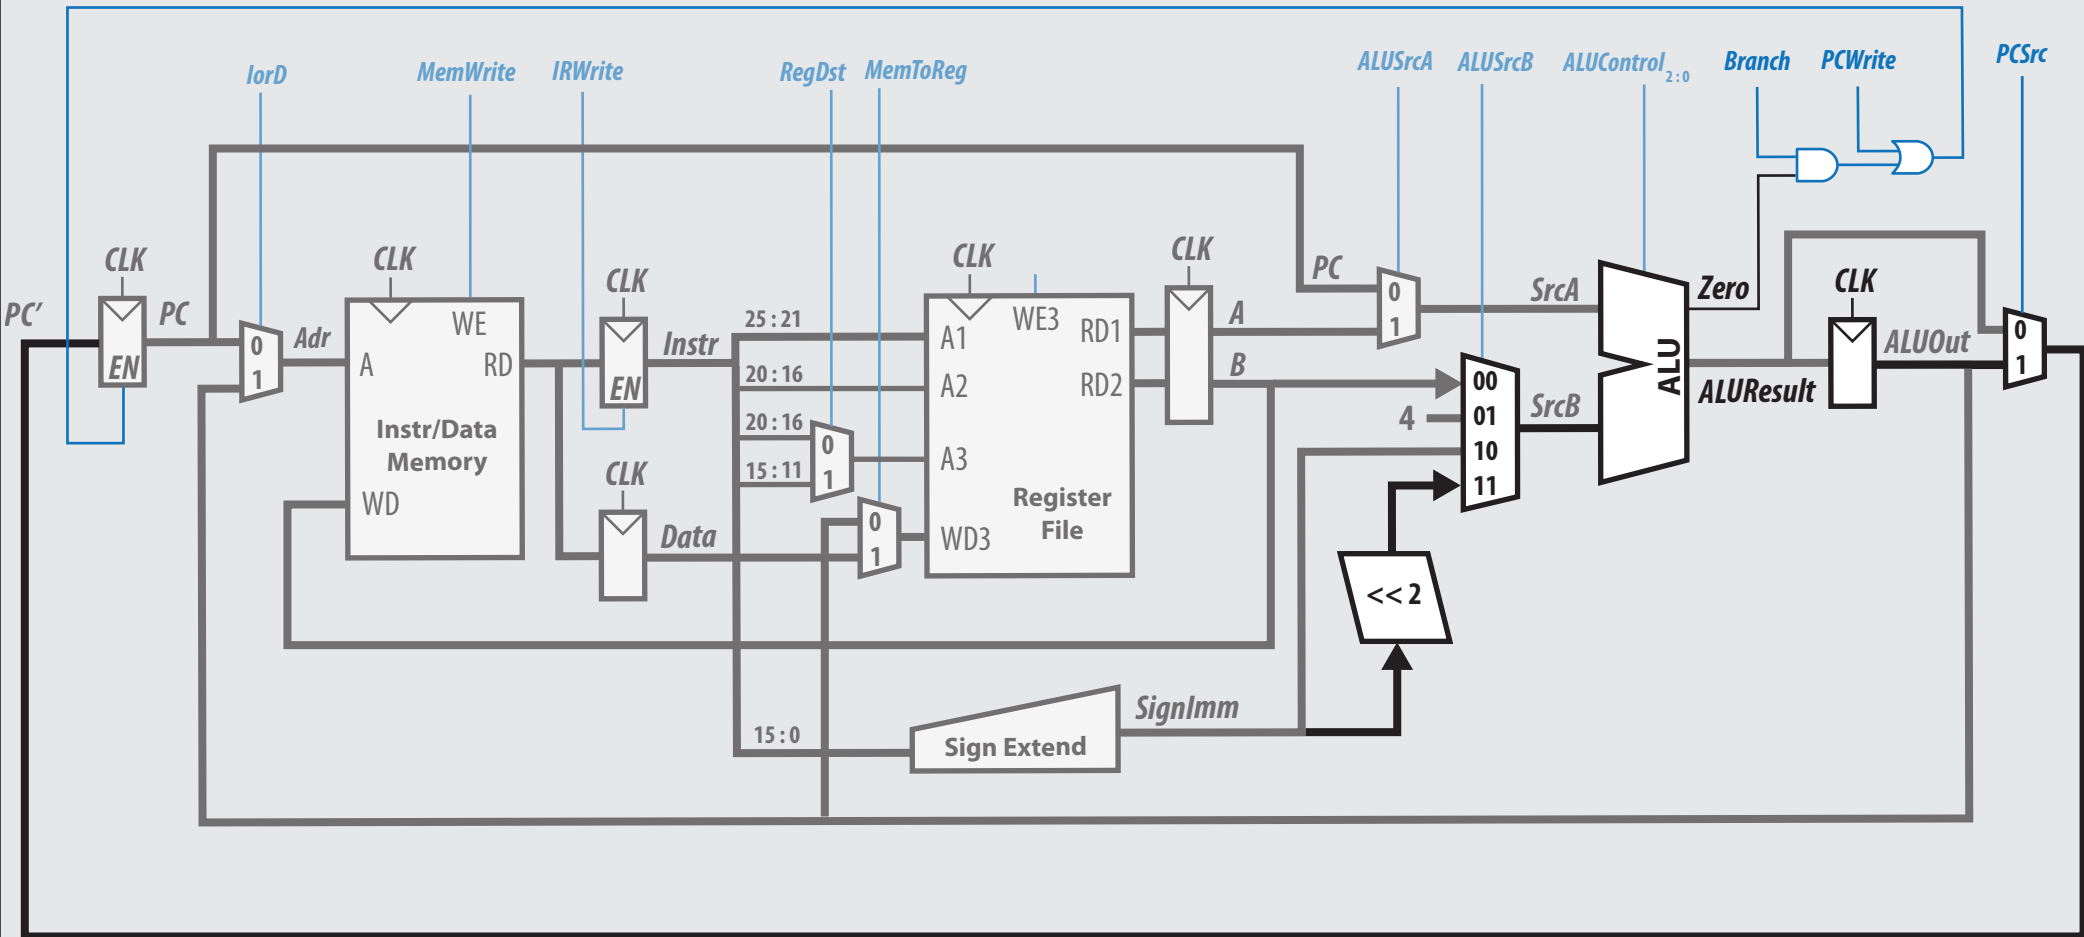 IorD
MemWrite
IRWrite
RegDst
MemToReg
ALUSrcA
ALUSrcB
ALUControl2:0
Branch
PCWrite
PCSrc
PC′
CLK
EN
PC
0
1
Adr
CLK
WE
A
RD
Instr/Data
Memory
WD
CLK
EN
Instr
CLK
Data
25:21
20:16
20:16
15:11
15:0
0
1
0
1
CLK
WE3
A1
RD1
A2
RD2
A3
Register
File
WD3
CLK
A
B
PC
0
1
SrcA
4
00
01
10
11
SrcB
<< 2
Sign Extend
SignImm
ALU
Zero
ALUResult
CLK
ALUOut
0
1